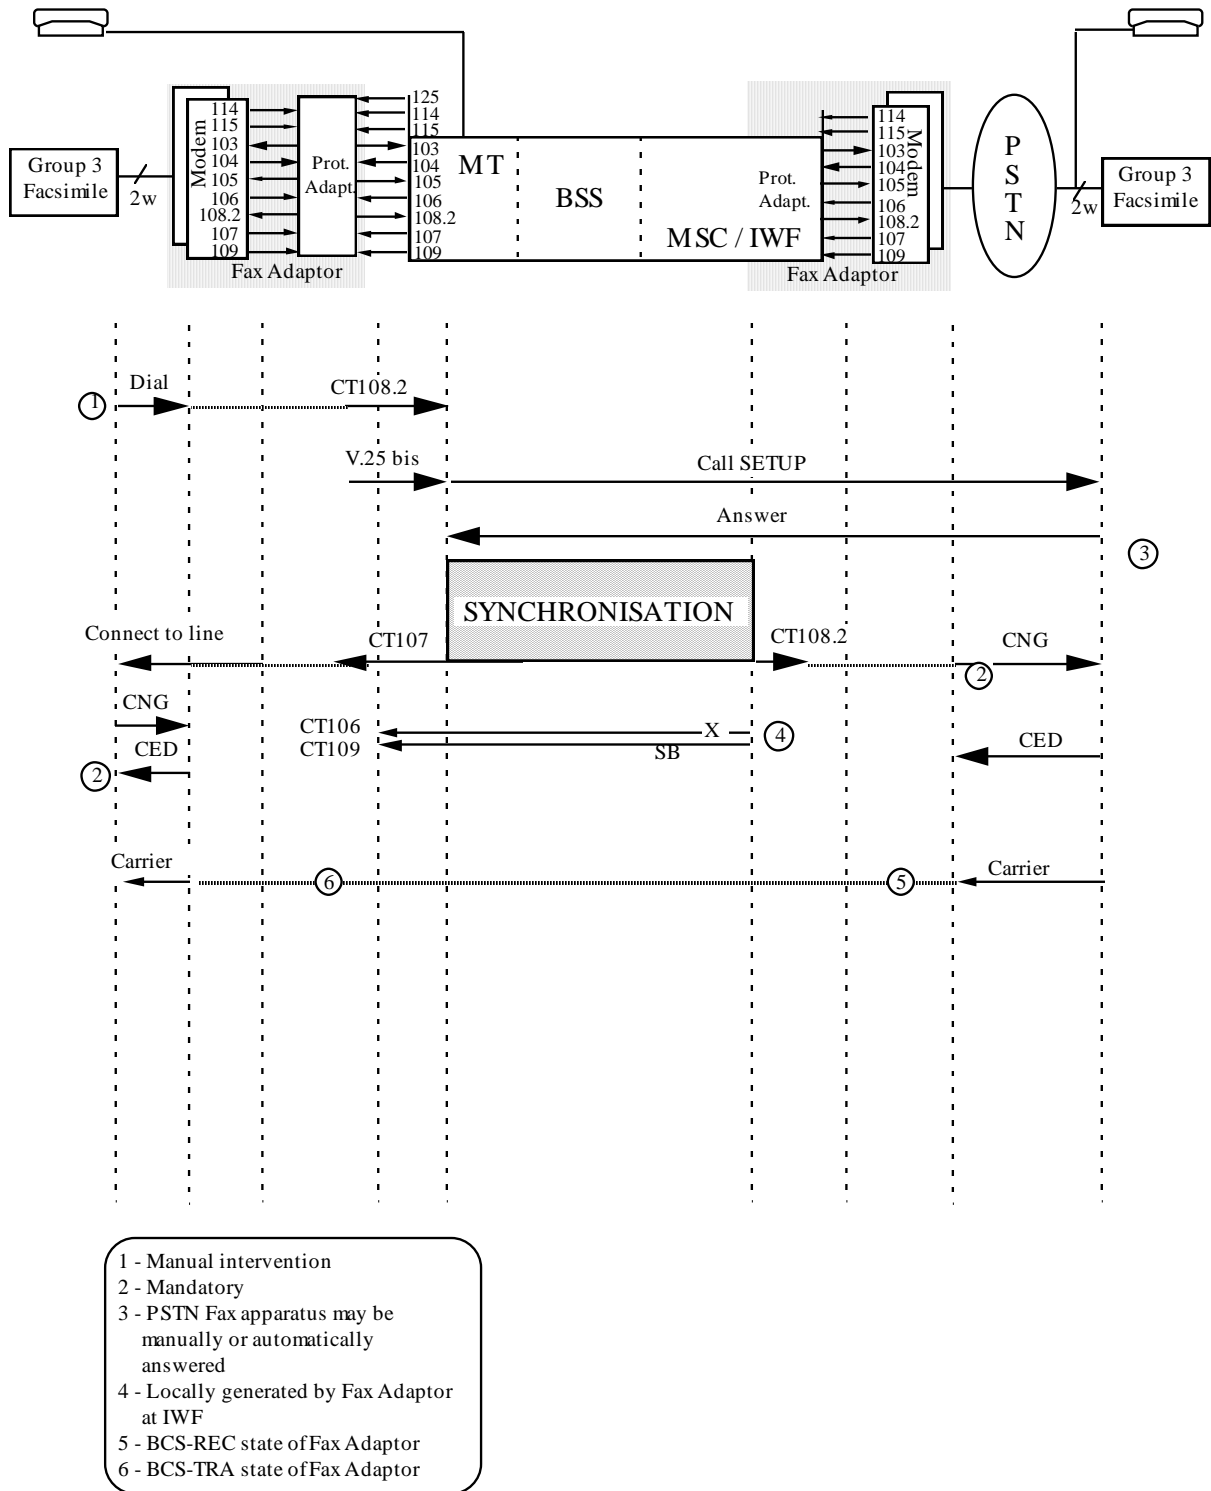 125
114
115
103
104
105
106
108.2
107
109
Modem
114
115
103
104
105
106
108.2
107
109
Prot.
Adapt.
Fax Adaptor
Group 3
Facsimile
2w
MT
BSS
MSC / IWF
Prot.
Adapt.
114
115
103
104
105
106
108.2
107
109
Modem
Fax Adaptor
P
S
T
N
2w
Group 3
Facsimile
Dial
CT108.2
1
V.25 bis
Call SETUP
Answer
3
SYNCHRONISATION
Connect to line
CT107
CT108.2
CNG
2
CNG
CT106
X
4
CT109
SB
CED
CED
2
Carrier
6
5
Carrier
1 - Manual intervention
2 - Mandatory
3 - PSTN Fax apparatus may be
manually or automatically
answered
4 - Locally generated by Fax Adaptor
at IWF
5 - BCS-REC state of Fax Adaptor
6 - BCS-TRA state of Fax Adaptor